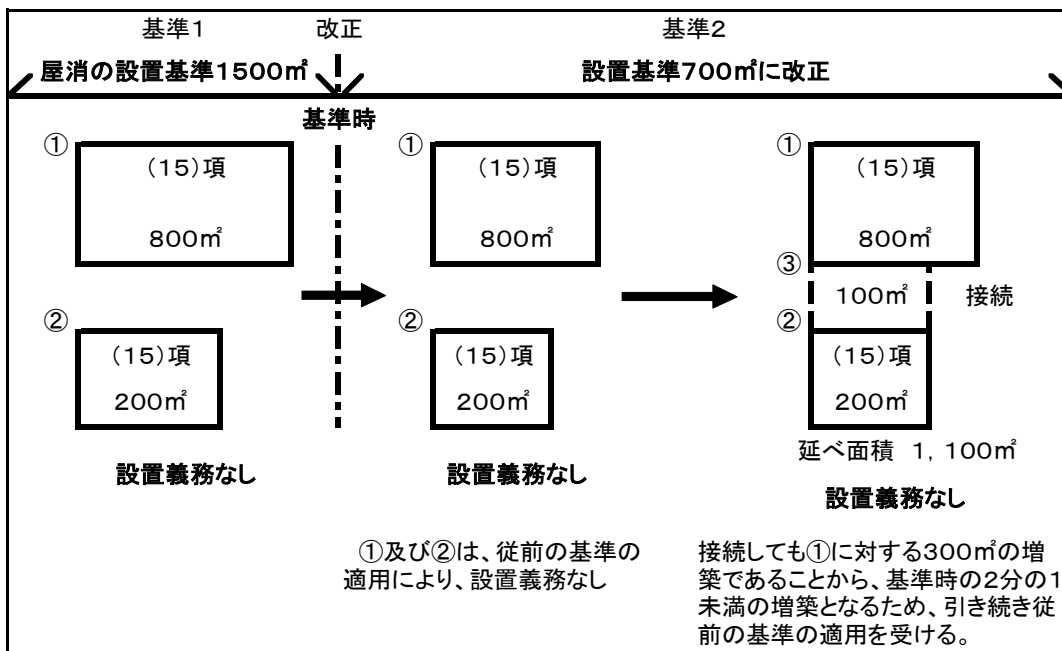 基準1 改正 基準2
屋消の設置基準1500㎡ 設置基準700㎡に改正
基準時
①
(15)項
800㎡
②
(15)項
200㎡
設置義務なし
①
(15)項
800㎡
②
(15)項
200㎡
設置義務なし
①及び②は、従前の基準の
適用により、設置義務なし
①
(15)項
800㎡
③
100㎡ 接続
②
(15)項
200㎡
延べ面積 1,100㎡
設置義務なし
接続しても①に対する300㎡の増
築であることから、基準時の2分の1
未満の増築となるため、引き続き従
前の基準の適用を受ける。